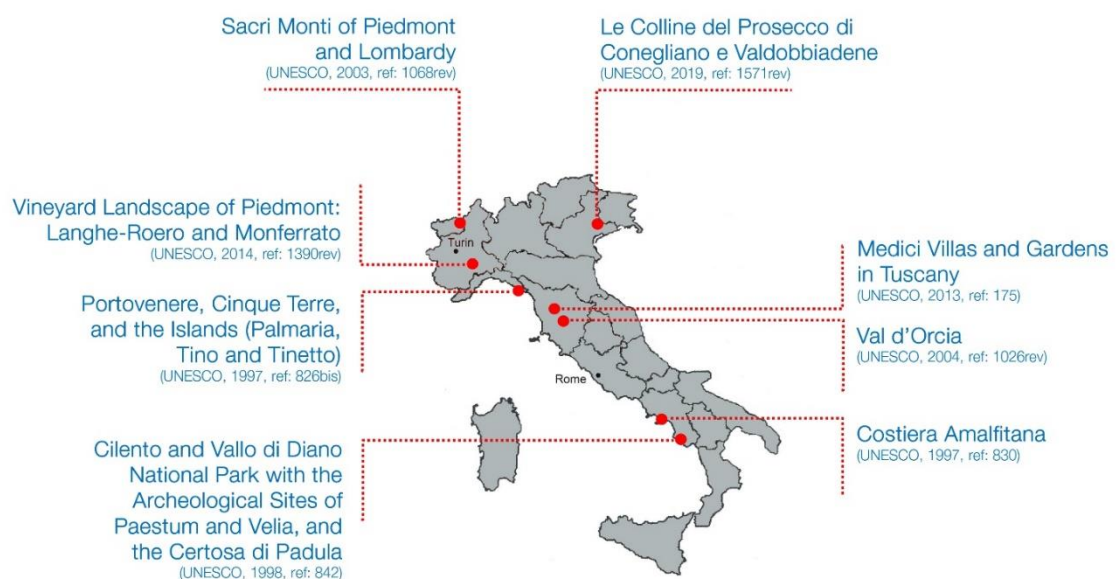 Sacri Monti of Piedmont
and Lombardy
(UNESCO, 2003, ref: 1068rev)
Le Colline del Prosecco di
Conegliano e Valdobbiadene
(UNESCO, 2019, ref: 1571rev)
Vineyard Landscape of Piedmont:
Langhe-Roero and Monferrato
(UNESCO, 2014, ref: 1390rev)
Turin
Medici Villas and Gardens
in Tuscany
(UNESCO, 2013, ref: 175)
Portovenere, Cinque Terre,
and the Islands (Palmaria,
Tino and Tinetto)
(UNESCO, 1997, ref: 826bis)
Val d'Orcia
(UNESCO, 2004, ref: 1026rev)
Rome
Costiera Amalfitana
(UNESCO, 1997, ref: 830)
Cilento and Vallo di Diano
National Park with the
Archeological Sites of
Paestum and Velia, and
the Certosa di Padula
(UNESCO, 1998, ref: 842)